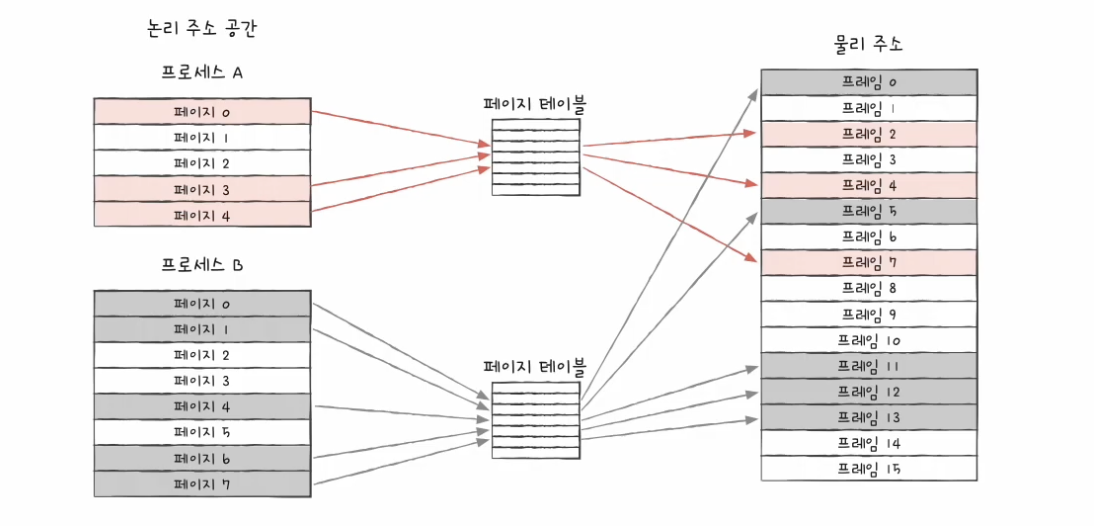 논리 주소 공간
프로세스 A
페이지 0
페이지 1
페이지 2
페이지 3
페이지 4
프로세스 B
페이지 0
페이지 1
페이지 2
페이지 3
페이지 4
페이지 5
페이지 6
페이지 7
페이지 테이블
페이지 테이블
물리 주소
프레임 0
프레임 1
프레임 2
프레임 3
프레임 4
프레임 5
프레임 6
프레임 7
프레임 8
프레임 9
프레임 10
프레임 11
프레임 12
프레임 13
프레임 14
프레임 15